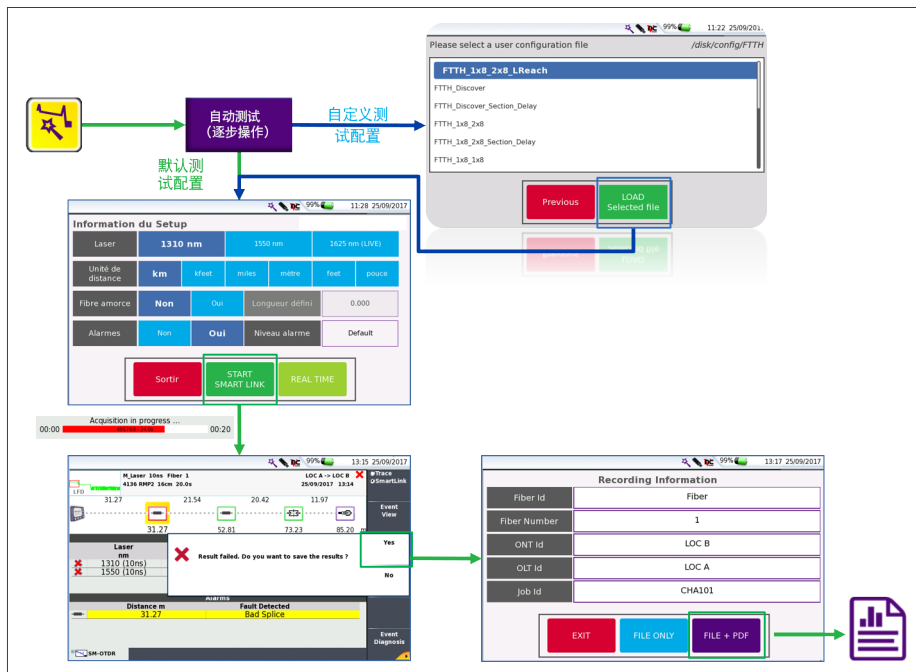 99%
11:22 25/09/201
Please select a user configuration file
/disk/config/FTTH
FTTH_1x8_2x8_LReach
FTTH_Discover
FTTH_Discover_Section_Delay
FTTH_1x8_2x8
FTTH_1x8_2x8_Section_Delay
FTTH_1x8_1x8
Previous
LOAD
Selected file
自动测试
(逐步操作)
自定义测
试配置
默认测
试配置
99%
11:28 25/09/2017
Information du Setup
Laser 1310 nm 1550 nm 1625 nm (LIVE)
Unité de
distance
km kfeet miles mètre feet pouce
Fibre amorce Non Oui Longueur défini 0.000
Alarmes Non Oui Niveau alarme Default
Sortir
START
SMART LINK
REAL TIME
Acquisition in progress ...
00:00 00:20
99%
13:15 25/09/2017
M_Laser 10ns Fiber 1 LOC A -> LOC B
4136 RMP2 16cm 20.0s 25/09/2017 13:14
LFD
Trace
SmartLink
31.27 21.54 20.42 11.97
31.27 52.81 73.23 85.20
Event
View
Laser
nm
1310 (10ns)
1550 (10ns)
Result failed. Do you want to save the results ?
Yes
No
Alarms
Distance m Fault Detected
31.27 Bad Splice
Event
Diagnosis
SM-OTDR
99%
13:17 25/09/2017
Recording Information
Fiber Id Fiber
Fiber Number 1
ONT Id LOC B
OLT Id LOC A
Job Id CHA101
EXIT FILE ONLY FILE + PDF